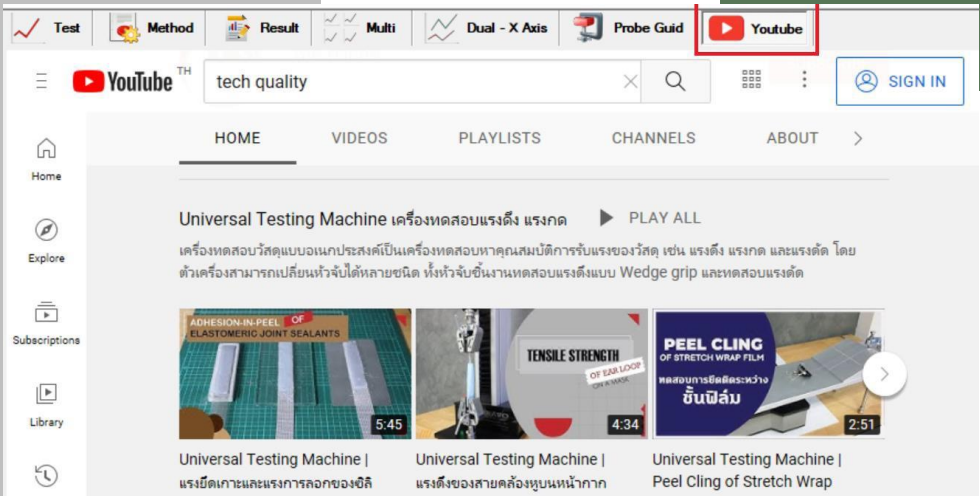 Test Method Result Multi Dual - X Axis Probe Guid Youtube
YouTube TH tech quality SIGN IN
HOME VIDEOS PLAYLISTS CHANNELS ABOUT
Home
Explore
Subscriptions
Library
Universal Testing Machine เครื่องทดสอบแรงดึง แรงกด PLAY ALL
เครื่องทดสอบวัสดุแบบอเนกประสงค์เป็นเครื่องทดสอบหาคุณสมบัติการรับแรงของวัสดุ เช่น แรงดึง แรงกด และแรงดัด โดย
ตัวเครื่องสามารถเปลี่ยนหัวจับได้หลายชนิด ทั้งหัวจับชิ้นงานทดสอบแรงดึงแบบ Wedge grip และทดสอบแรงดัด
ADHESION-IN-PEEL OF
ELASTOMERIC JOINT SEALANTS
5:45
TENSILE STRENGTH
OF EAR LOOP
ON A MASK
4:34
PEEL CLING
OF STRETCH WRAP FILM
ทดสอบการยึดติดระหว่าง
ชั้นฟิล์ม
2:51
Universal Testing Machine |
แรงยึดเกาะและแรงการลอกของซิลิ
Universal Testing Machine |
แรงดึงของสายคล้องหูบนหน้ากาก
Universal Testing Machine |
Peel Cling of Stretch Wrap